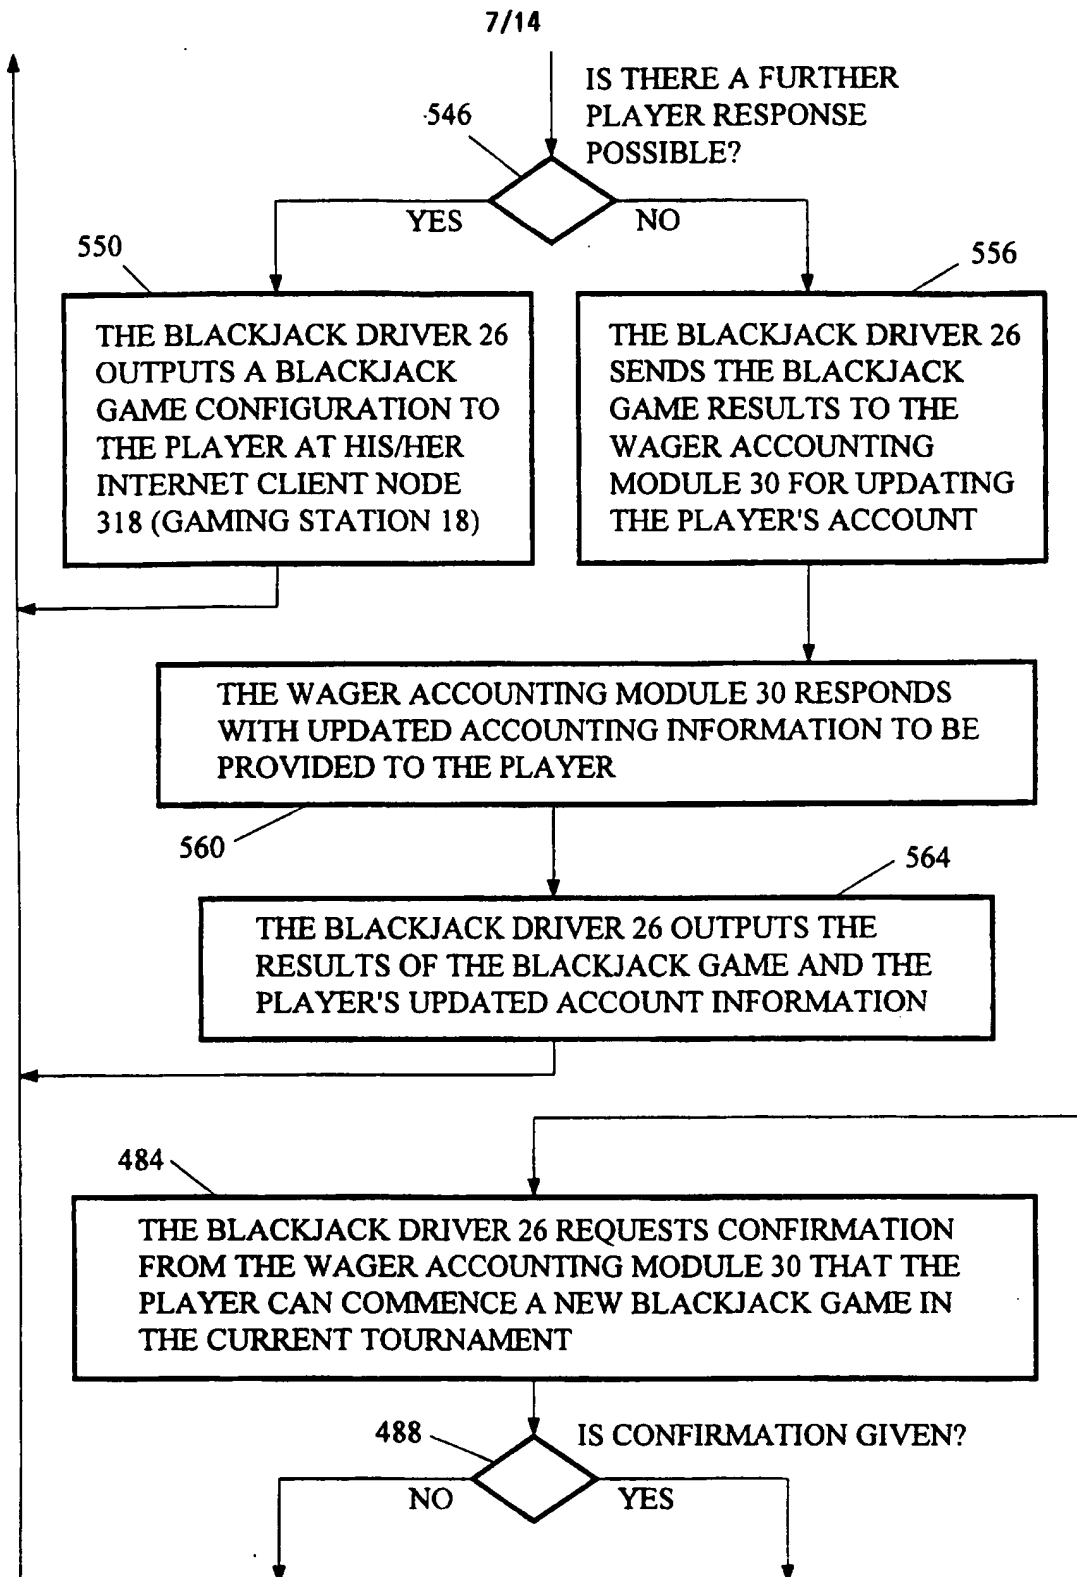 7/14
IS THERE A FURTHER
PLAYER RESPONSE
POSSIBLE?
546
YES
NO
550
556
THE BLACKJACK DRIVER 26
OUTPUTS A BLACKJACK
GAME CONFIGURATION TO
THE PLAYER AT HIS/HER
INTERNET CLIENT NODE
318 (GAMING STATION 18)
THE BLACKJACK DRIVER 26
SENDS THE BLACKJACK
GAME RESULTS TO THE
WAGER ACCOUNTING
MODULE 30 FOR UPDATING
THE PLAYER'S ACCOUNT
THE WAGER ACCOUNTING MODULE 30 RESPONDS
WITH UPDATED ACCOUNTING INFORMATION TO BE
PROVIDED TO THE PLAYER
560
564
THE BLACKJACK DRIVER 26 OUTPUTS THE
RESULTS OF THE BLACKJACK GAME AND THE
PLAYER'S UPDATED ACCOUNT INFORMATION
484
THE BLACKJACK DRIVER 26 REQUESTS CONFIRMATION
FROM THE WAGER ACCOUNTING MODULE 30 THAT THE
PLAYER CAN COMMENCE A NEW BLACKJACK GAME IN
THE CURRENT TOURNAMENT
488
IS CONFIRMATION GIVEN?
NO
YES